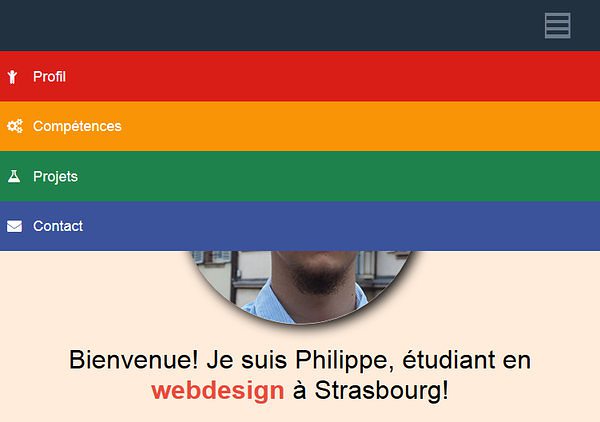 Profil
Compétences
Projets
Contact
Bienvenue! Je suis Philippe, étudiant en
webdesign à Strasbourg!